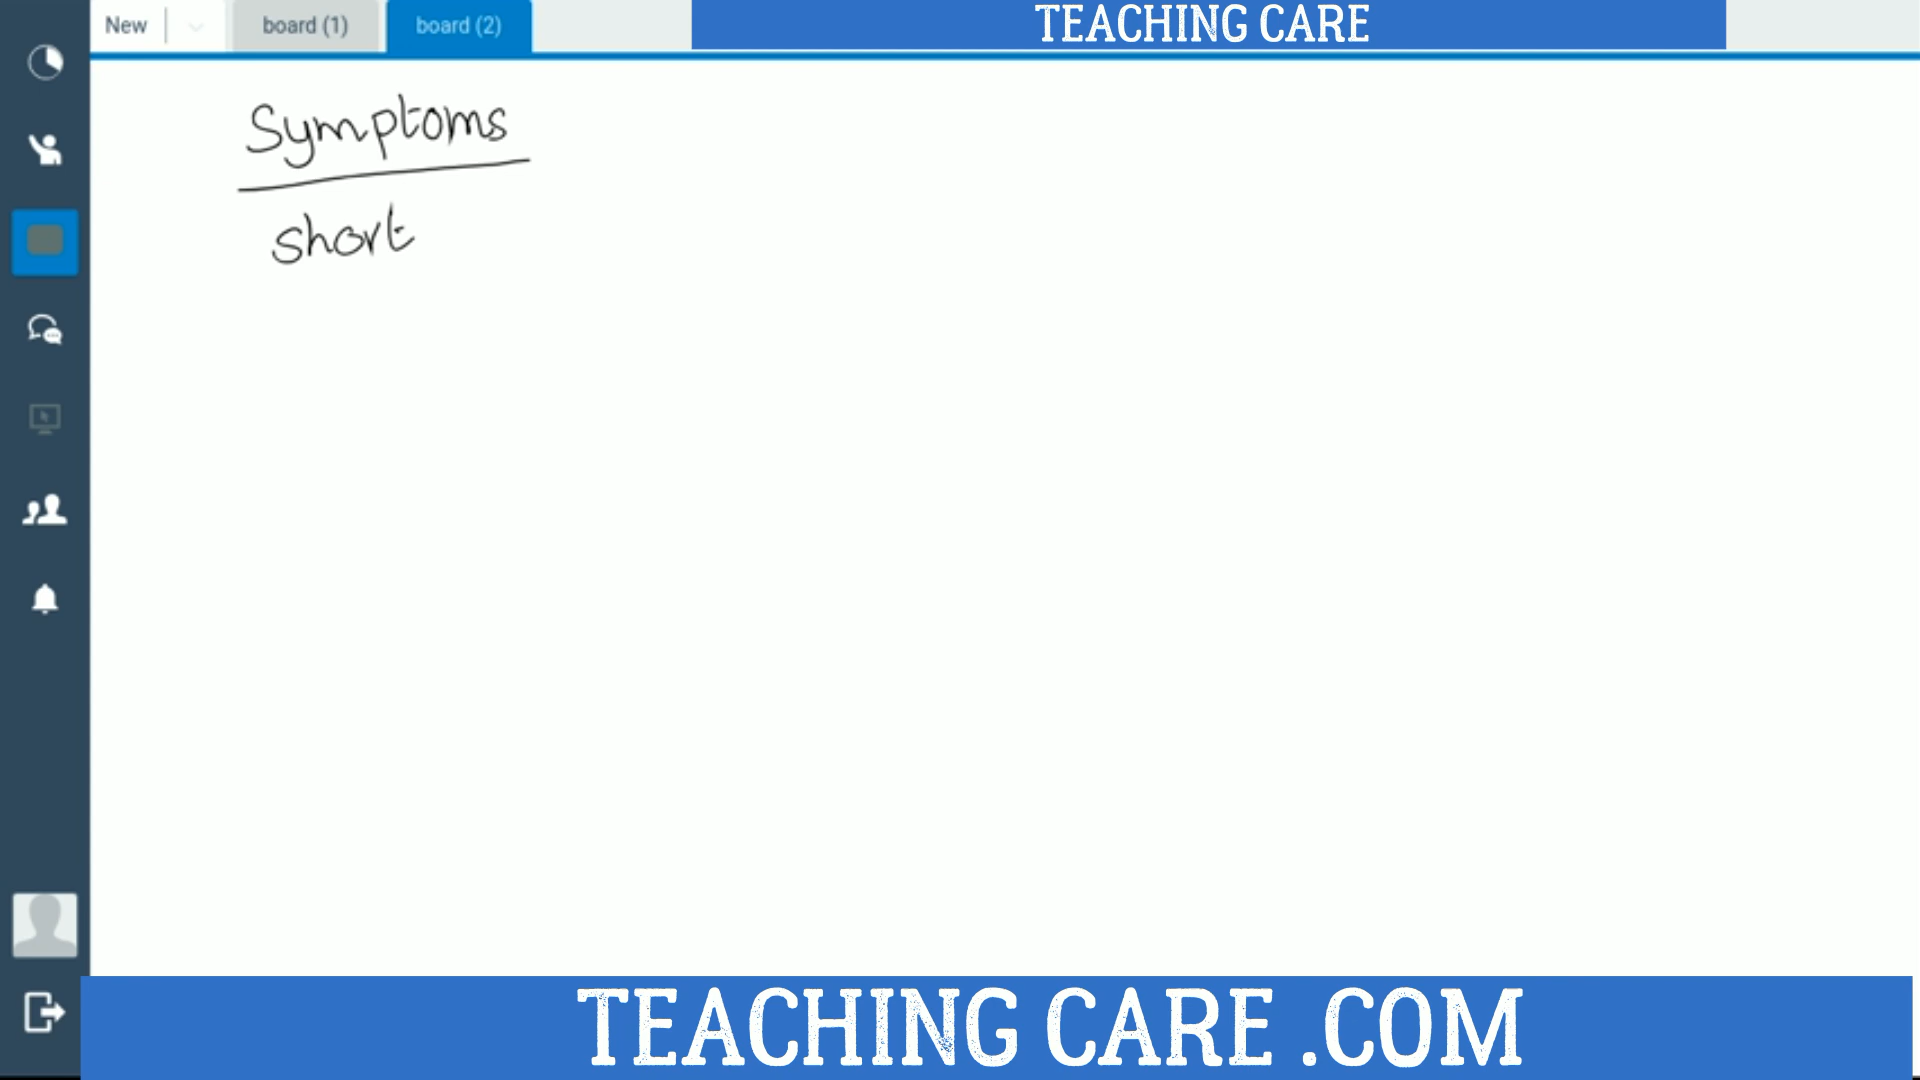 New
board (1)
board (2)
TEACHING CARE
Symptoms
short
TEACHING CARE .COM